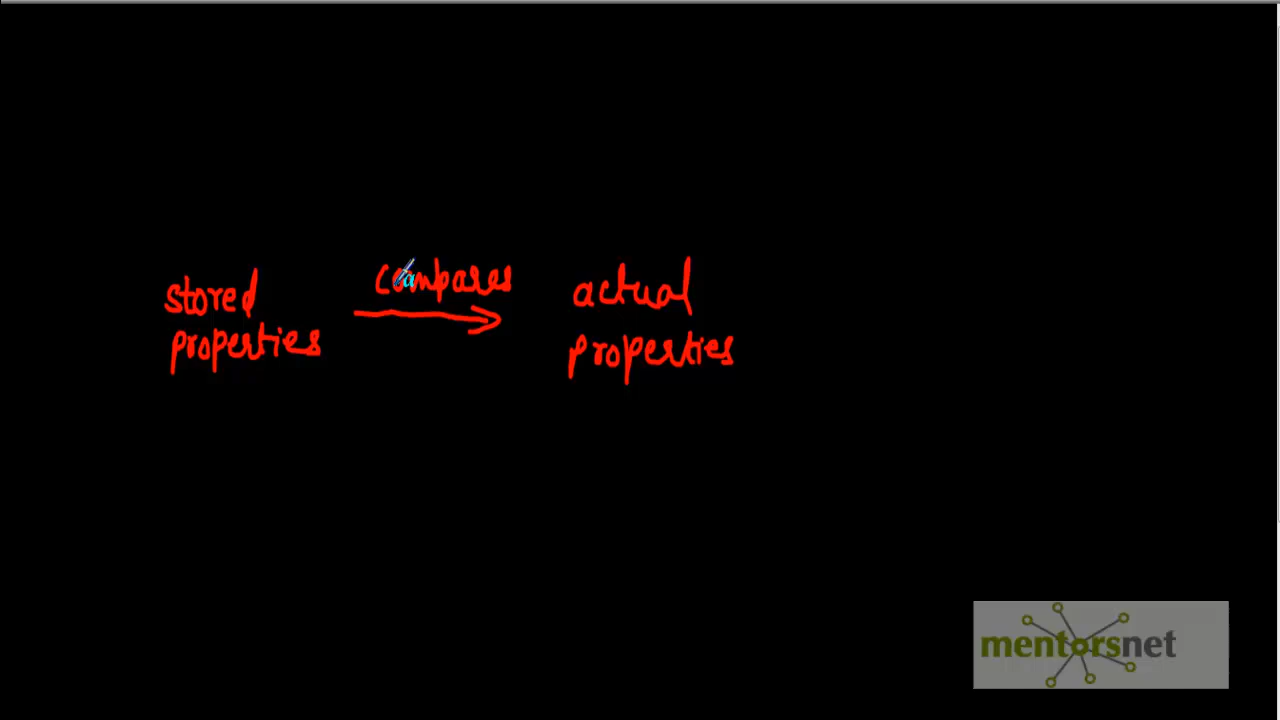 stored
properties
compares
actual
properties
mentorsnet